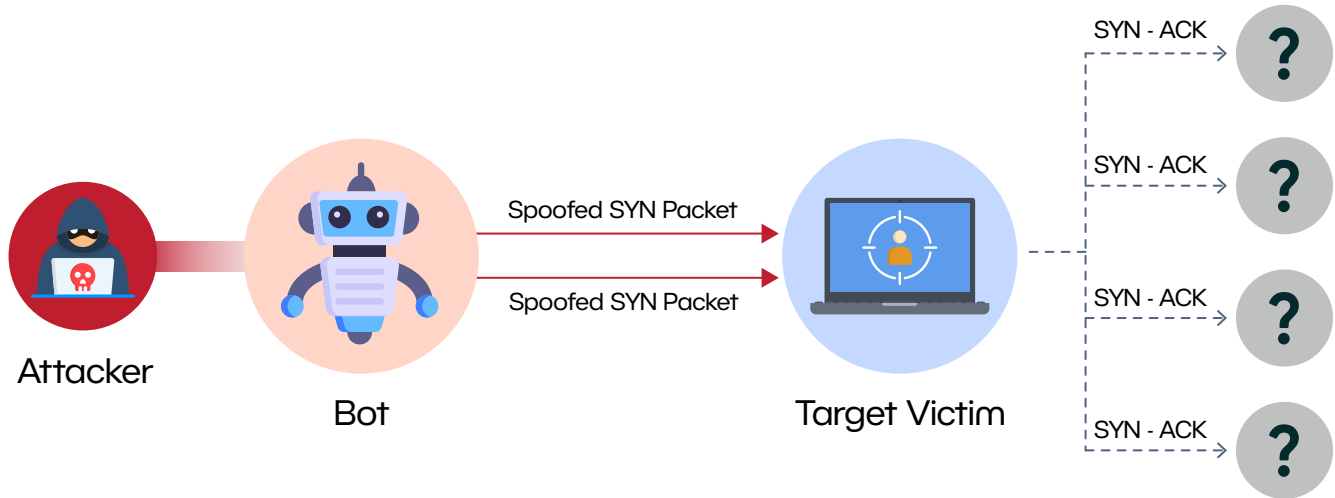 SYN - ACK
?
SYN - ACK
?
Spoofed SYN Packet
Spoofed SYN Packet
SYN - ACK
?
Attacker
Bot
Target Victim
SYN - ACK
?